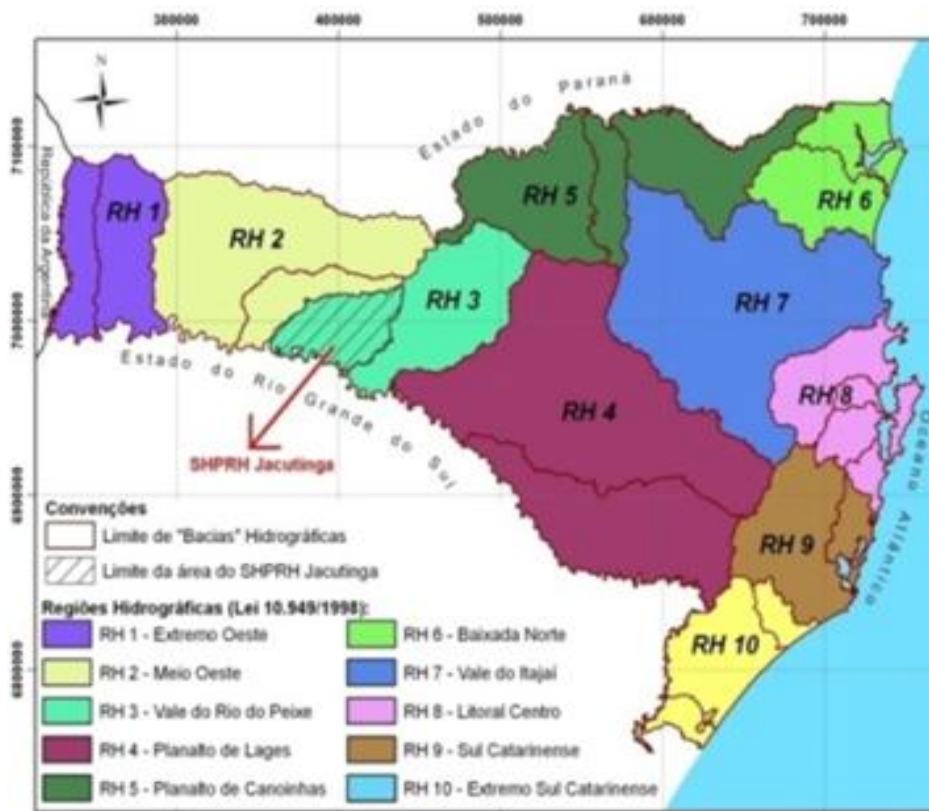 300000 400000 500000 600000 700000
N
Estado do Paraná
7100000
República da Argentina
RH 1
RH 2
RH 5
RH 6
RH 3
RH 7
7000000
Estado do Rio Grande do Sul
RH 4
RH 8
SHPRH Jacutinga
Oceano Atlântico
6900000
RH 9
RH 10
6800000
Convenções
Limite de "Bacias" Hidrográficas
Limite da área do SHPRH Jacutinga
Regiões Hidrográficas (Lei 10.949/1998):
RH 1 - Extremo Oeste
RH 2 - Meio Oeste
RH 3 - Vale do Rio do Peixe
RH 4 - Planalto de Lages
RH 5 - Planalto de Canoinhas
RH 6 - Baixada Norte
RH 7 - Vale do Itajaí
RH 8 - Litoral Centro
RH 9 - Sul Catarinense
RH 10 - Extremo Sul Catarinense